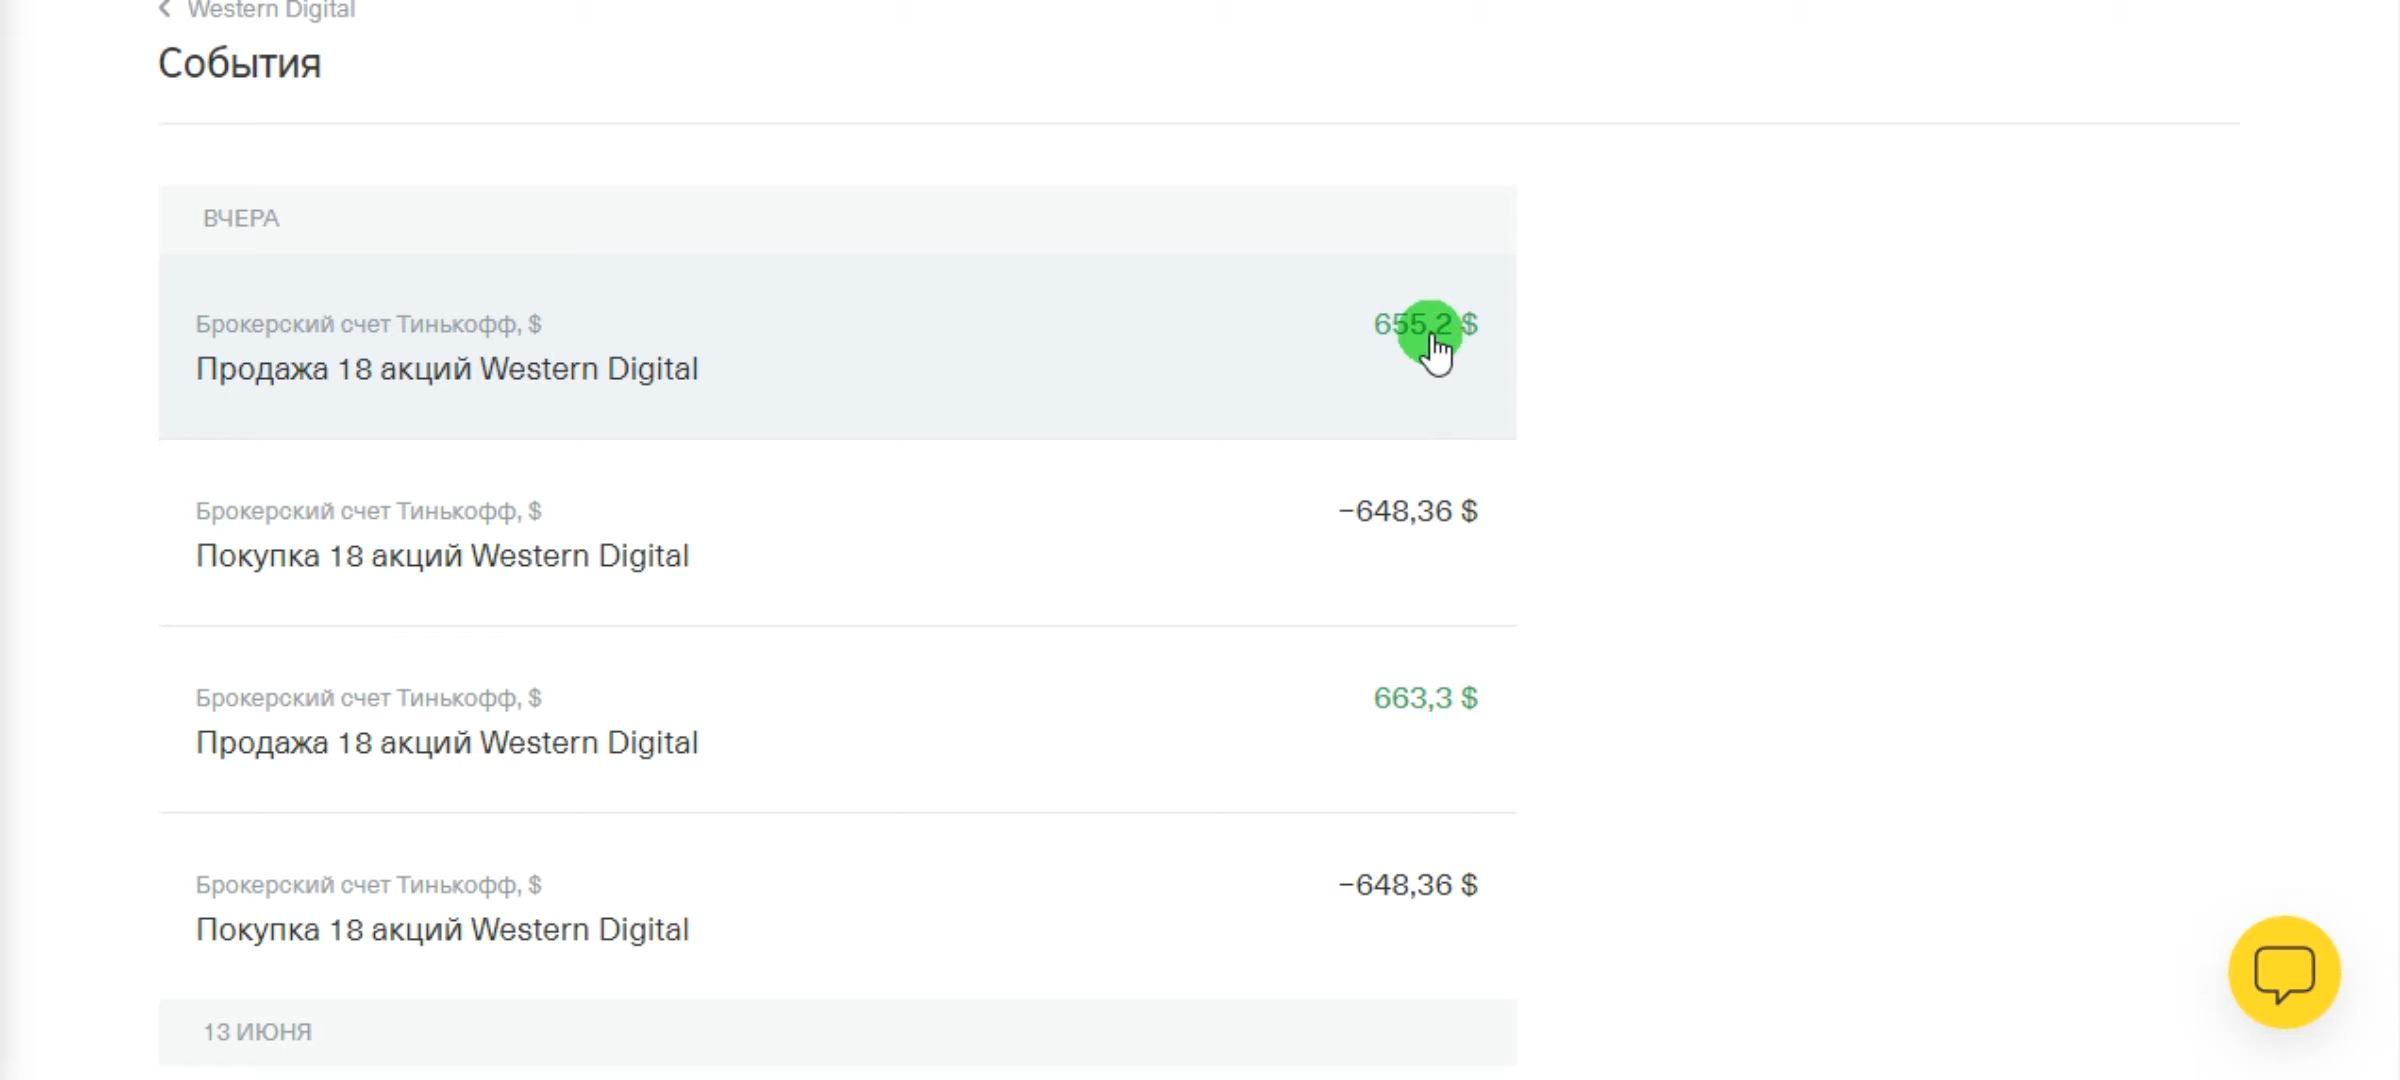 Western Digital
События
ВЧЕРА
Брокерский счет Тинькофф, $
655,2 $
Продажа 18 акций Western Digital
Брокерский счет Тинькофф, $
−648,36 $
Покупка 18 акций Western Digital
Брокерский счет Тинькофф, $
663,3 $
Продажа 18 акций Western Digital
Брокерский счет Тинькофф, $
−648,36 $
Покупка 18 акций Western Digital
13 ИЮНЯ